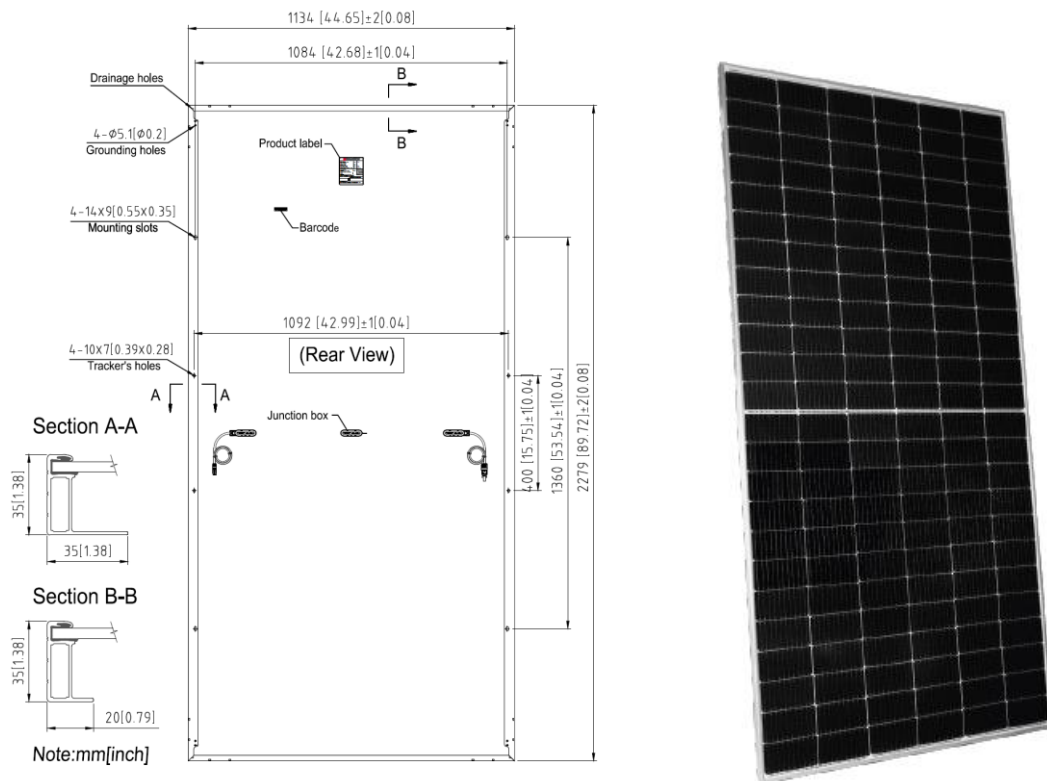 1134 [44.65]±2[0.08]
1084 [42.68]±1[0.04]
B
Drainage holes
4-Ø5.1[Ø0.2]
Grounding holes
B
Product label
4-14x9[0.55x0.35]
Mounting slots
Barcode
1092 [42.99]±1[0.04]
(Rear View)
4-10x7[0.39x0.28]
Tracker's holes
A
A
Junction box
400 [15.75]±1[0.04]
1360 [53.54]±1[0.04]
2279 [89.72]±2[0.08]
Section A-A
35[1.38]
35[1.38]
Section B-B
35[1.38]
20[0.79]
Note:mm[inch]